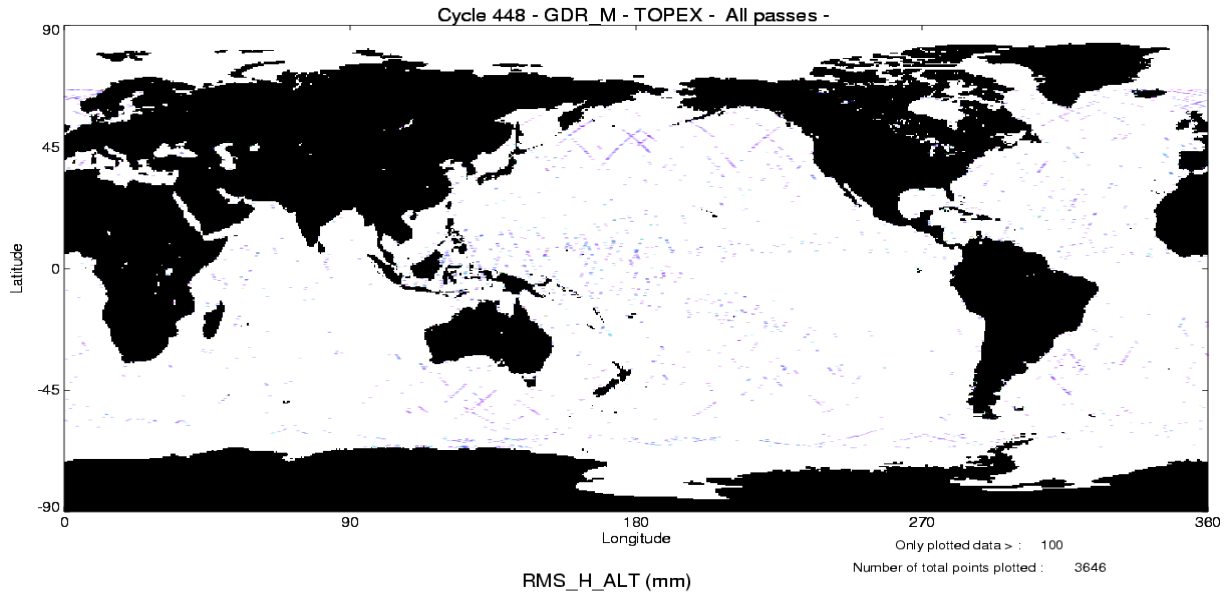 Cycle 448 - GDR_M - TOPEX - All passes -
90
45
0
-45
-90
Latitude
0 90 180 270 360
Longitude
Only plotted data > : 100
Number of total points plotted : 3646
RMS_H_ALT (mm)